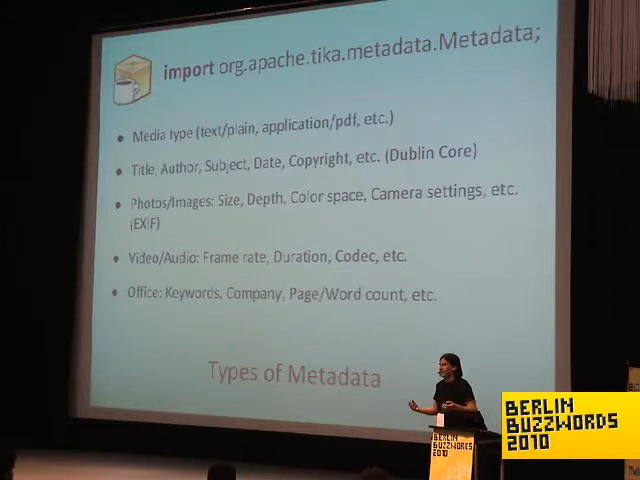 import org.apache.tika.metadata.Metadata;
• Media type (text/plain, application/pdf, etc.)
• Title, Author, Subject, Date, Copyright, etc. (Dublin Core)
• Photos/Images: Size, Depth, Color space, Camera settings, etc.
(EXIF)
• Video/Audio: Frame rate, Duration, Codec, etc.
• Office: Keywords, Company, Page/Word count, etc.
Types of Metadata
BERLIN
BUZZWORDS
2010
BERLIN
BUZZWORDS
2010